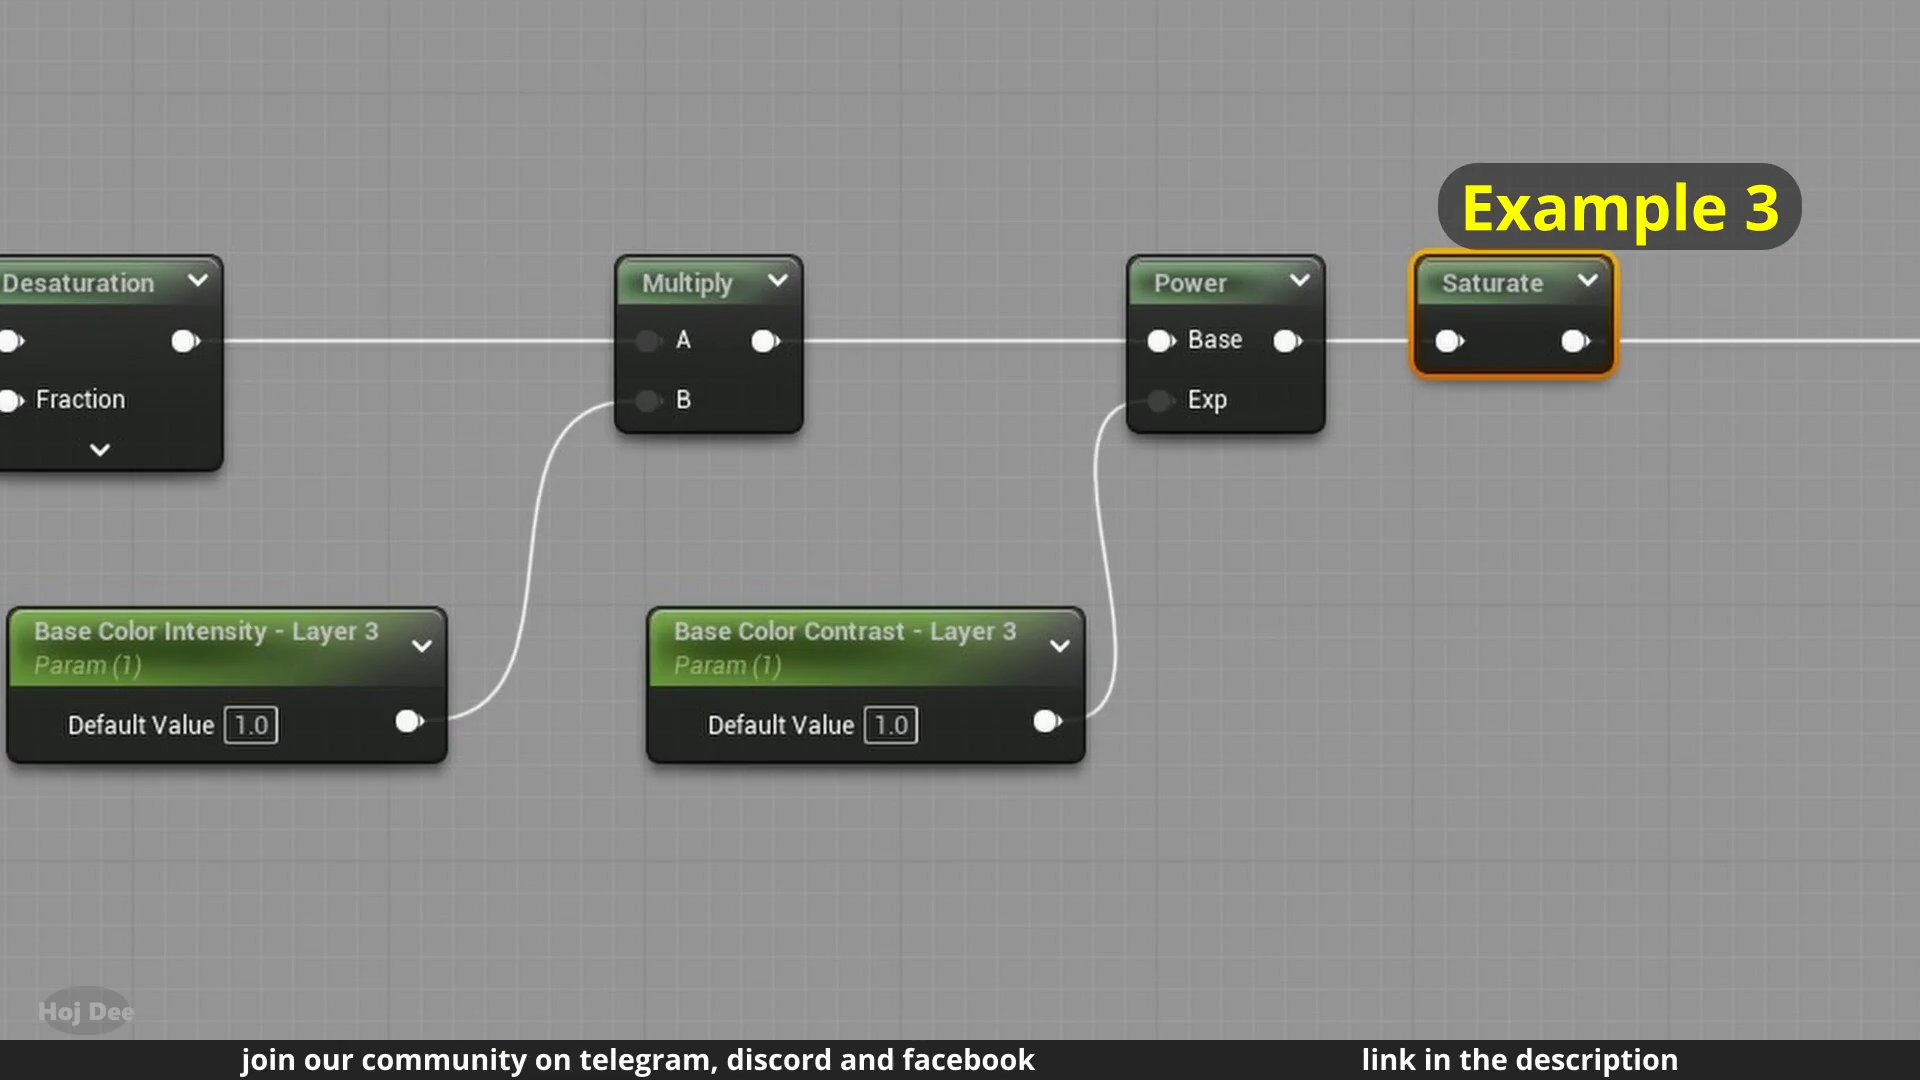 Example 3
Desaturation
Fraction
Multiply
A
B
Power
Base
Exp
Saturate
Base Color Intensity - Layer 3
Param (1)
Default Value 1.0
Base Color Contrast - Layer 3
Param (1)
Default Value 1.0
Hoj Dee
join our community on telegram, discord and facebook
link in the description